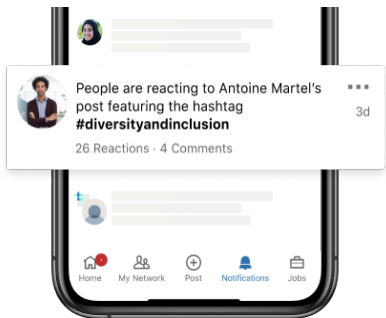 People are reacting to Antoine Martel's
post featuring the hashtag
#diversityandinclusion
3d
26 Reactions · 4 Comments
Home
My Network
Post
Notifications
Jobs